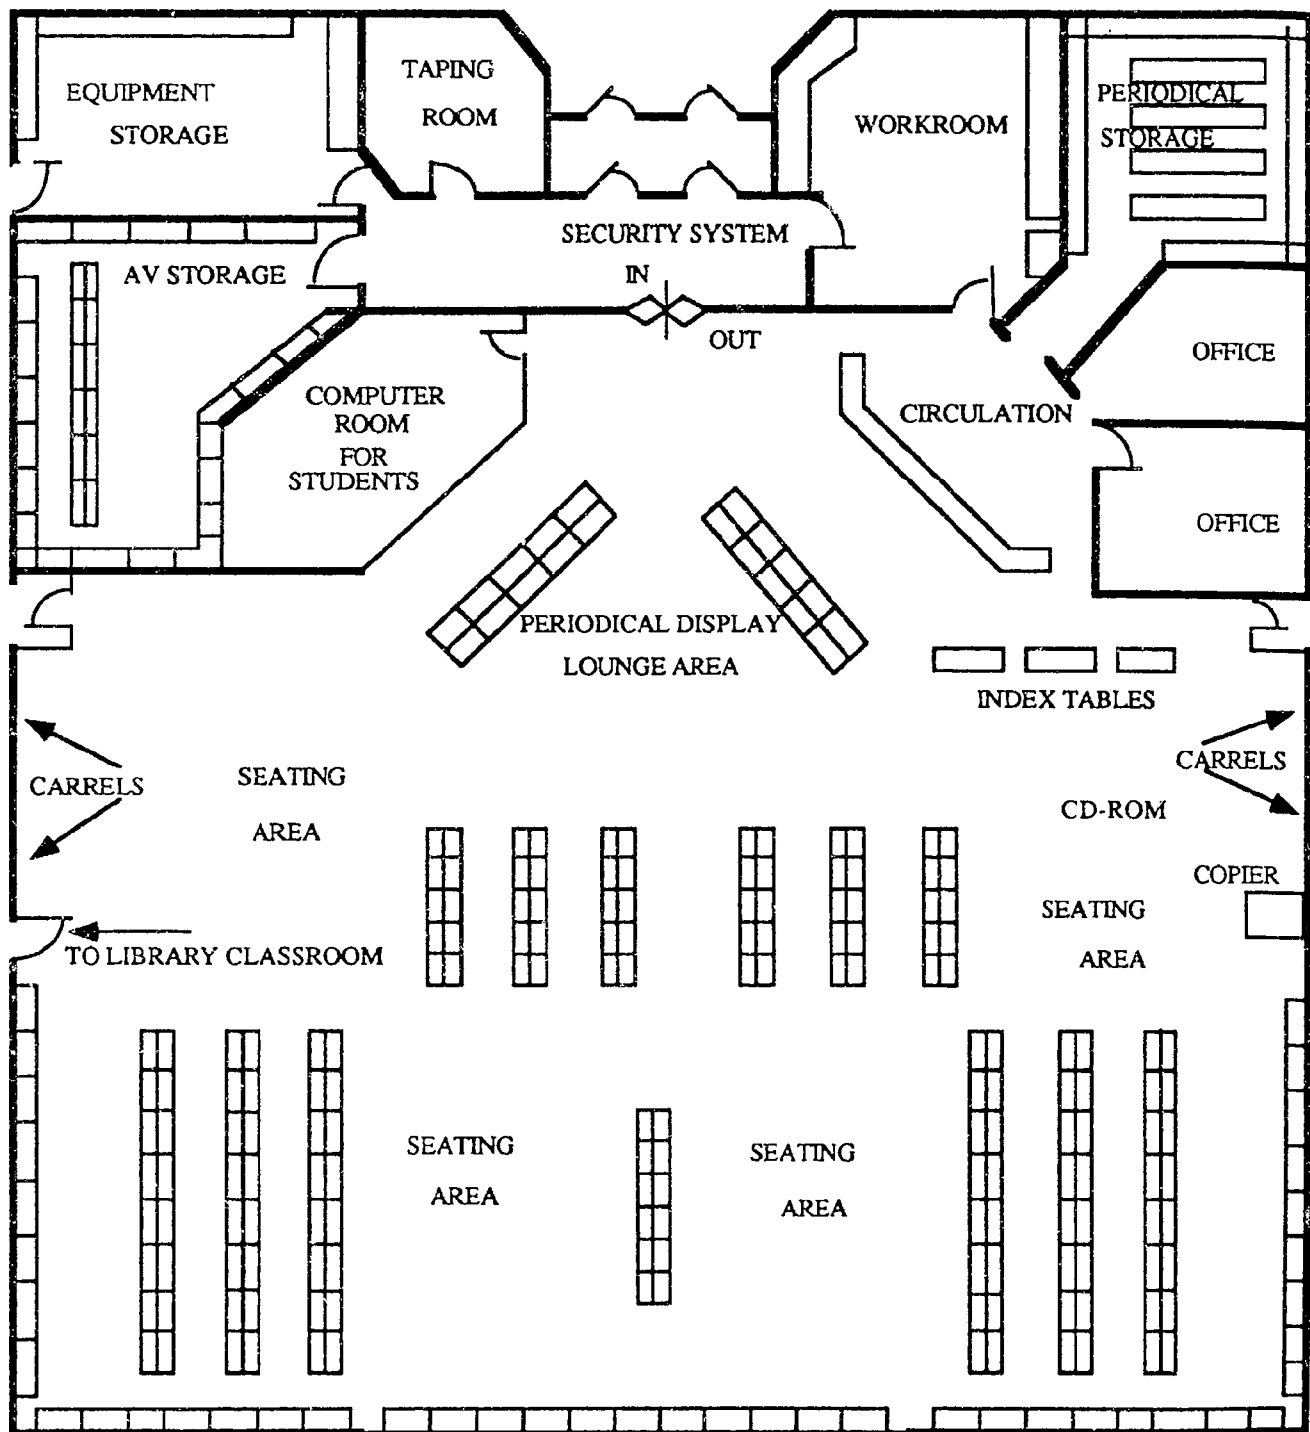 EQUIPMENT
STORAGE
TAPING
ROOM
WORKROOM
PERIODICAL
STORAGE
SECURITY SYSTEM
IN
OUT
AV STORAGE
COMPUTER
ROOM
FOR
STUDENTS
CIRCULATION
OFFICE
OFFICE
PERIODICAL DISPLAY
LOUNGE AREA
INDEX TABLES
CARRELS
SEATING
AREA
CARRELS
CD-ROM
COPIER
SEATING
AREA
TO LIBRARY CLASSROOM
SEATING
AREA
SEATING
AREA